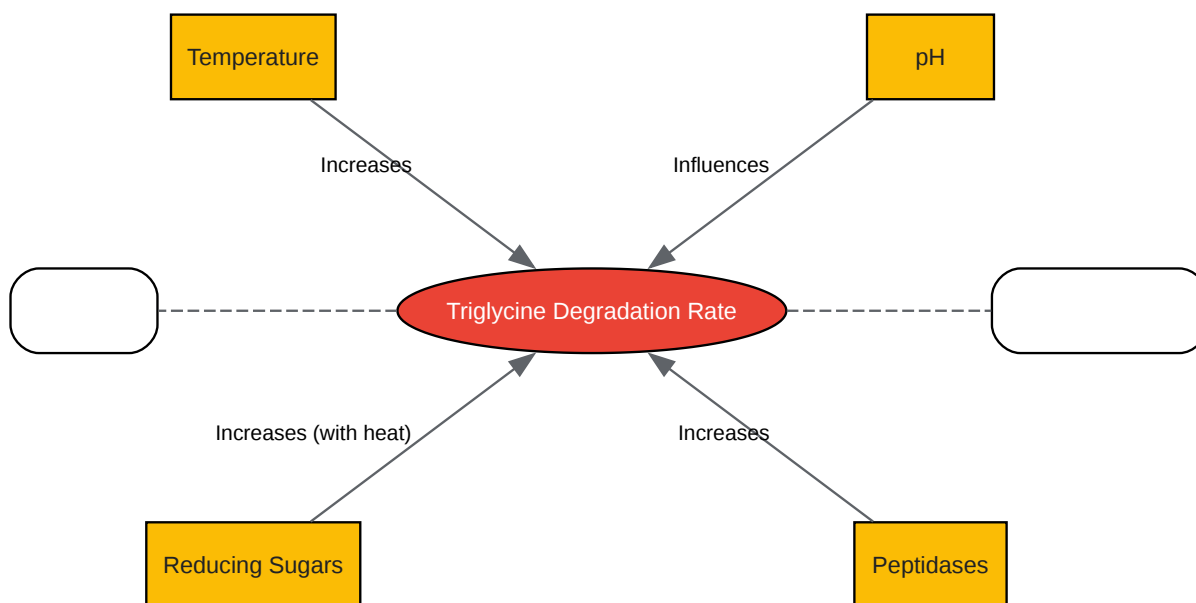 Temperature
pH
Increases
Influences
Triglycine Degradation Rate
Increases (with heat)
Increases
Reducing Sugars
Peptidases